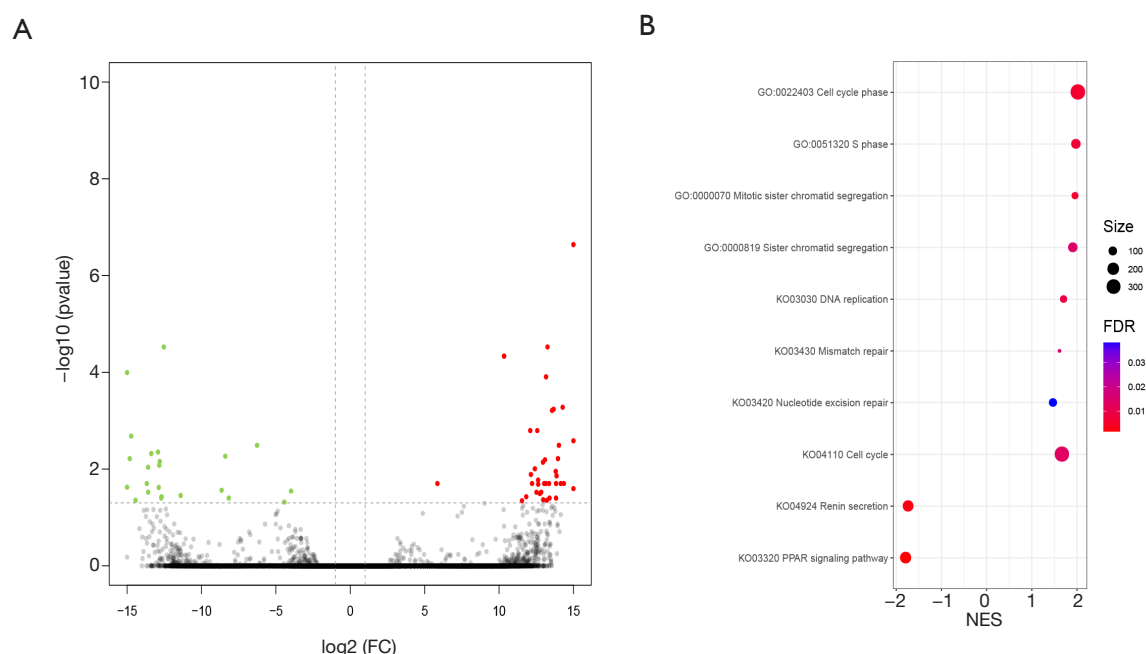 A
B
−log10 (pvalue)
10
8
6
4
2
0
−15
−10
−5
0
5
10
15
log2 (FC)
GO:0022403 Cell cycle phase
GO:0051320 S phase
GO:0000070 Mitotic sister chromatid segregation
GO:0000819 Sister chromatid segregation
KO03030 DNA replication
KO03430 Mismatch repair
KO03420 Nucleotide excision repair
KO04110 Cell cycle
KO04924 Renin secretion
KO03320 PPAR signaling pathway
−2
−1
0
1
2
NES
Size
100
200
300
FDR
0.03
0.02
0.01